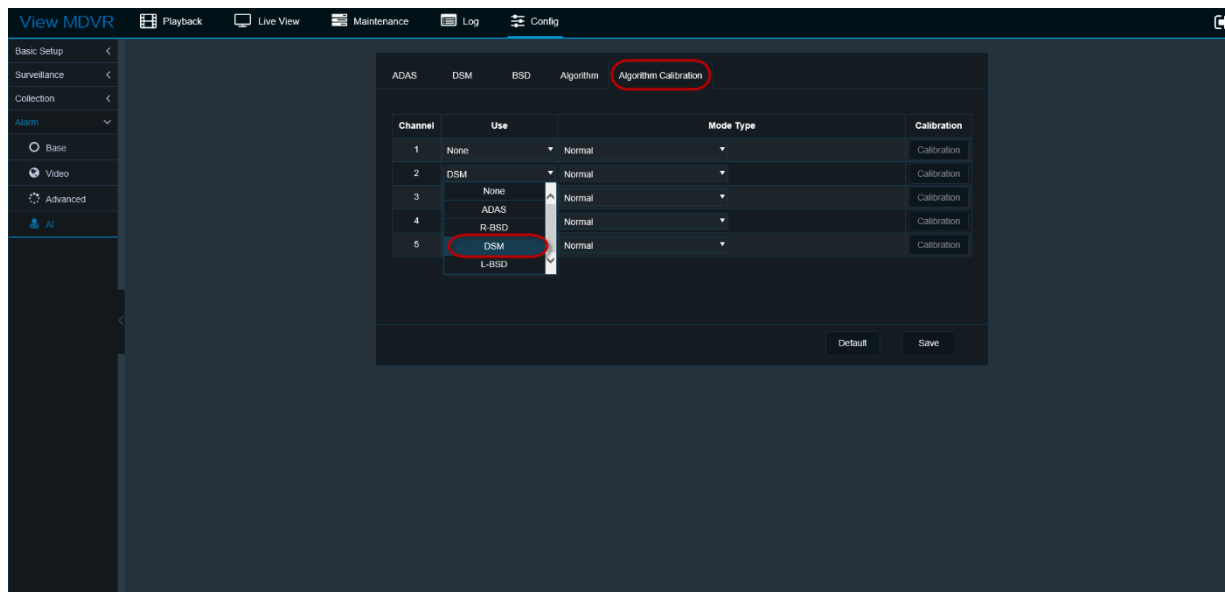 View MDVR Playback Live View Maintenance Log Config
Basic Setup
Surveillance
Collection
Alarm
Base
Video
Advanced
AI
ADAS DSM BSD Algorithm Algorithm Calibration
Channel Use Mode Type Calibration
1 None Normal Calibration
2 DSM Normal Calibration
None
3 Normal Calibration
ADAS
4 Normal Calibration
R-BSD
5 DSM Normal Calibration
L-BSD
Default Save